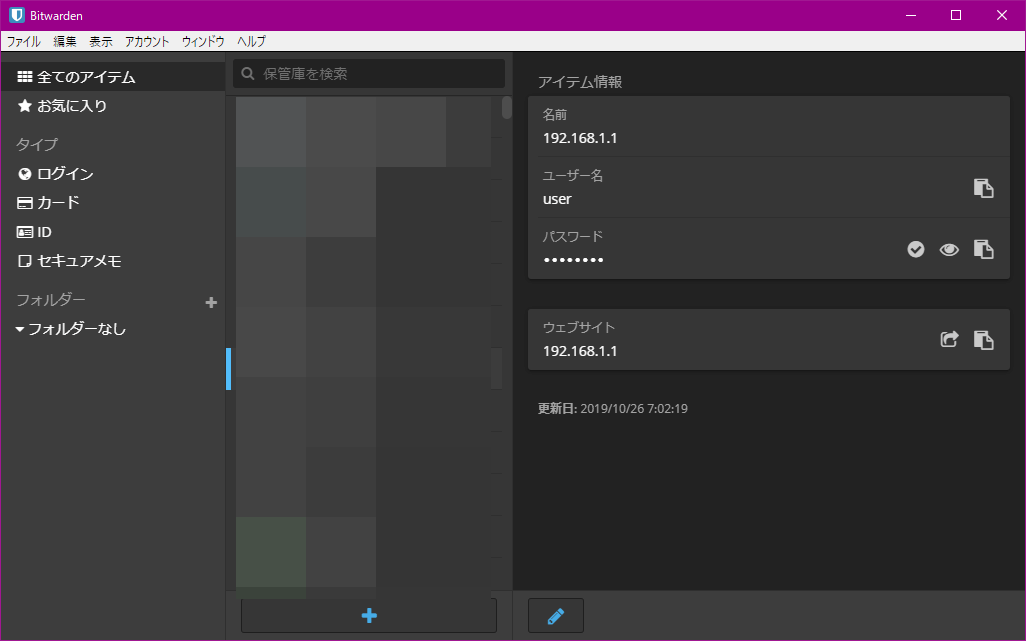 Bitwarden
ファイル 編集 表示 アカウント ウィンドウ ヘルプ
全てのアイテム
お気に入り
タイプ
ログイン
カード
ID
セキュアメモ
フォルダー
フォルダーなし
保管庫を検索
アイテム情報
名前
192.168.1.1
ユーザー名
user
パスワード
••••••••
ウェブサイト
192.168.1.1
更新日: 2019/10/26 7:02:19